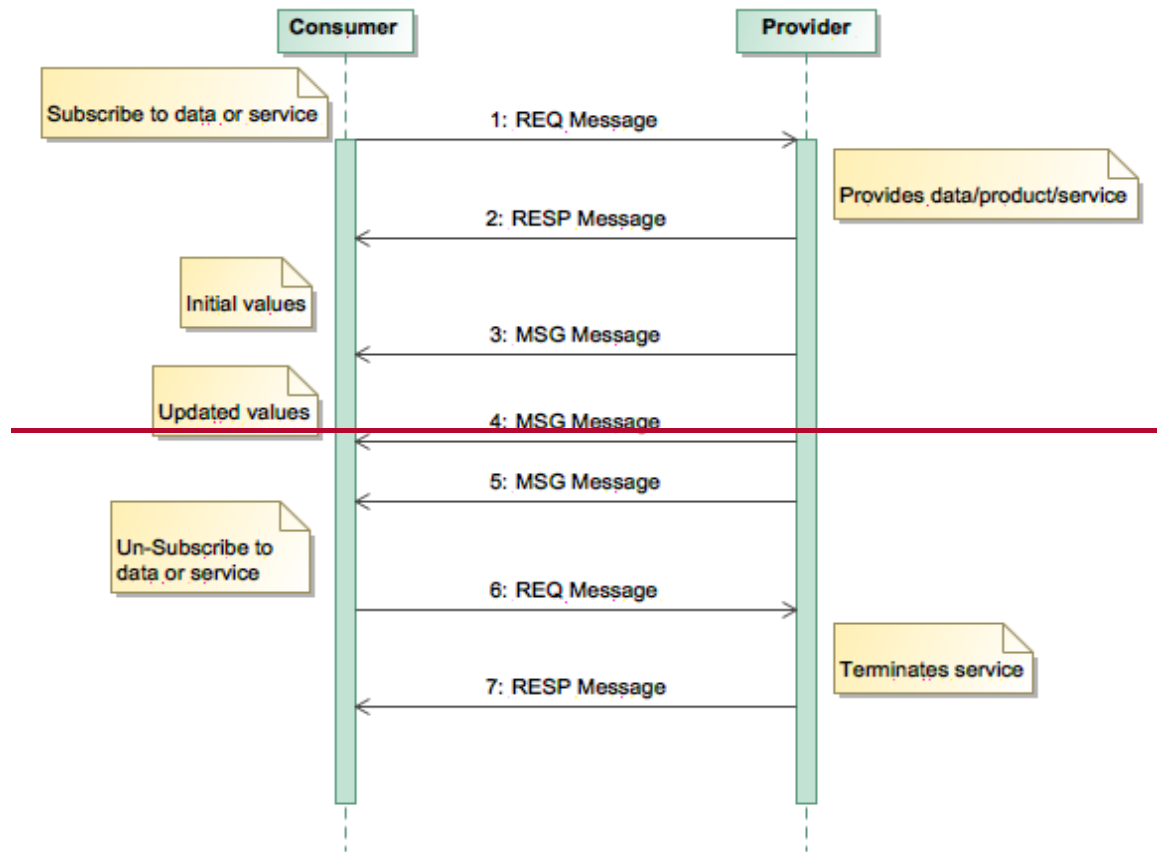 Consumer
Provider
Subscribe to data or service
1: REQ Message
Provides data/product/service
2: RESP Message
Initial values
3: MSG Message
Updated values
4: MSG Message
5: MSG Message
Un-Subscribe to
data or service
6: REQ Message
Terminates service
7: RESP Message